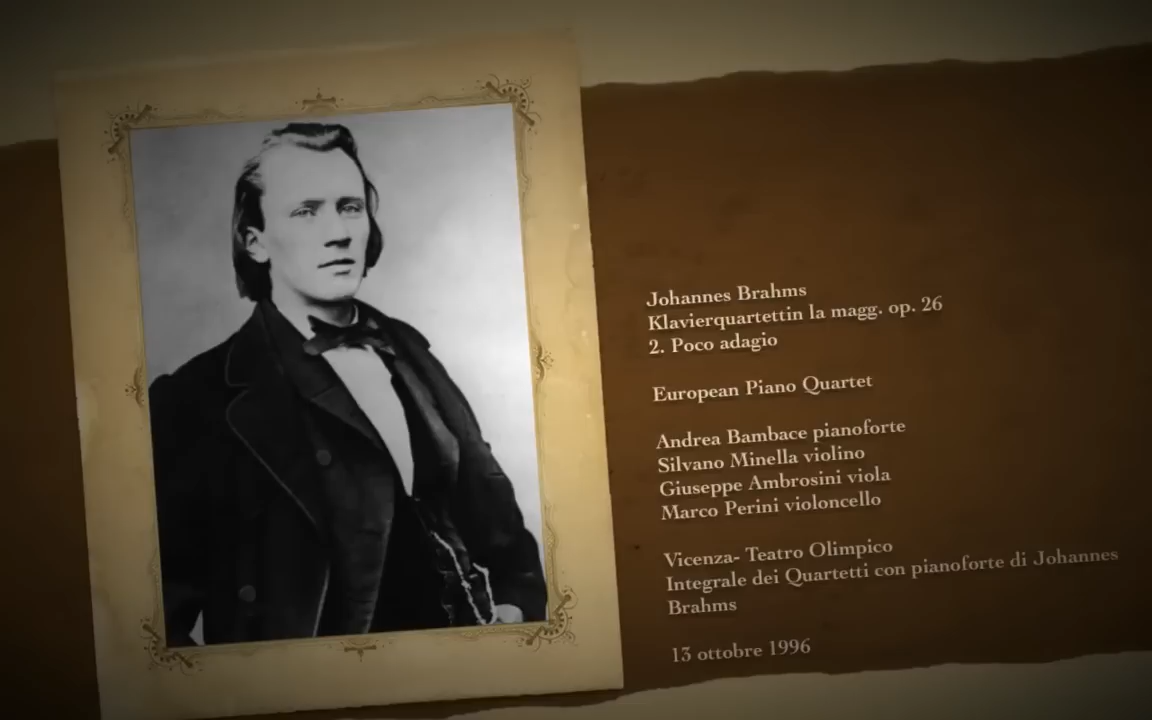 Johannes Brahms
Klavierquartettin la magg. op. 26
2. Poco adagio
European Piano Quartet
Andrea Bambace pianoforte
Silvano Minella violino
Giuseppe Ambrosini viola
Marco Perini violoncello
Vicenza- Teatro Olimpico
Integrale dei Quartetti con pianoforte di Johannes
Brahms
13 ottobre 1996